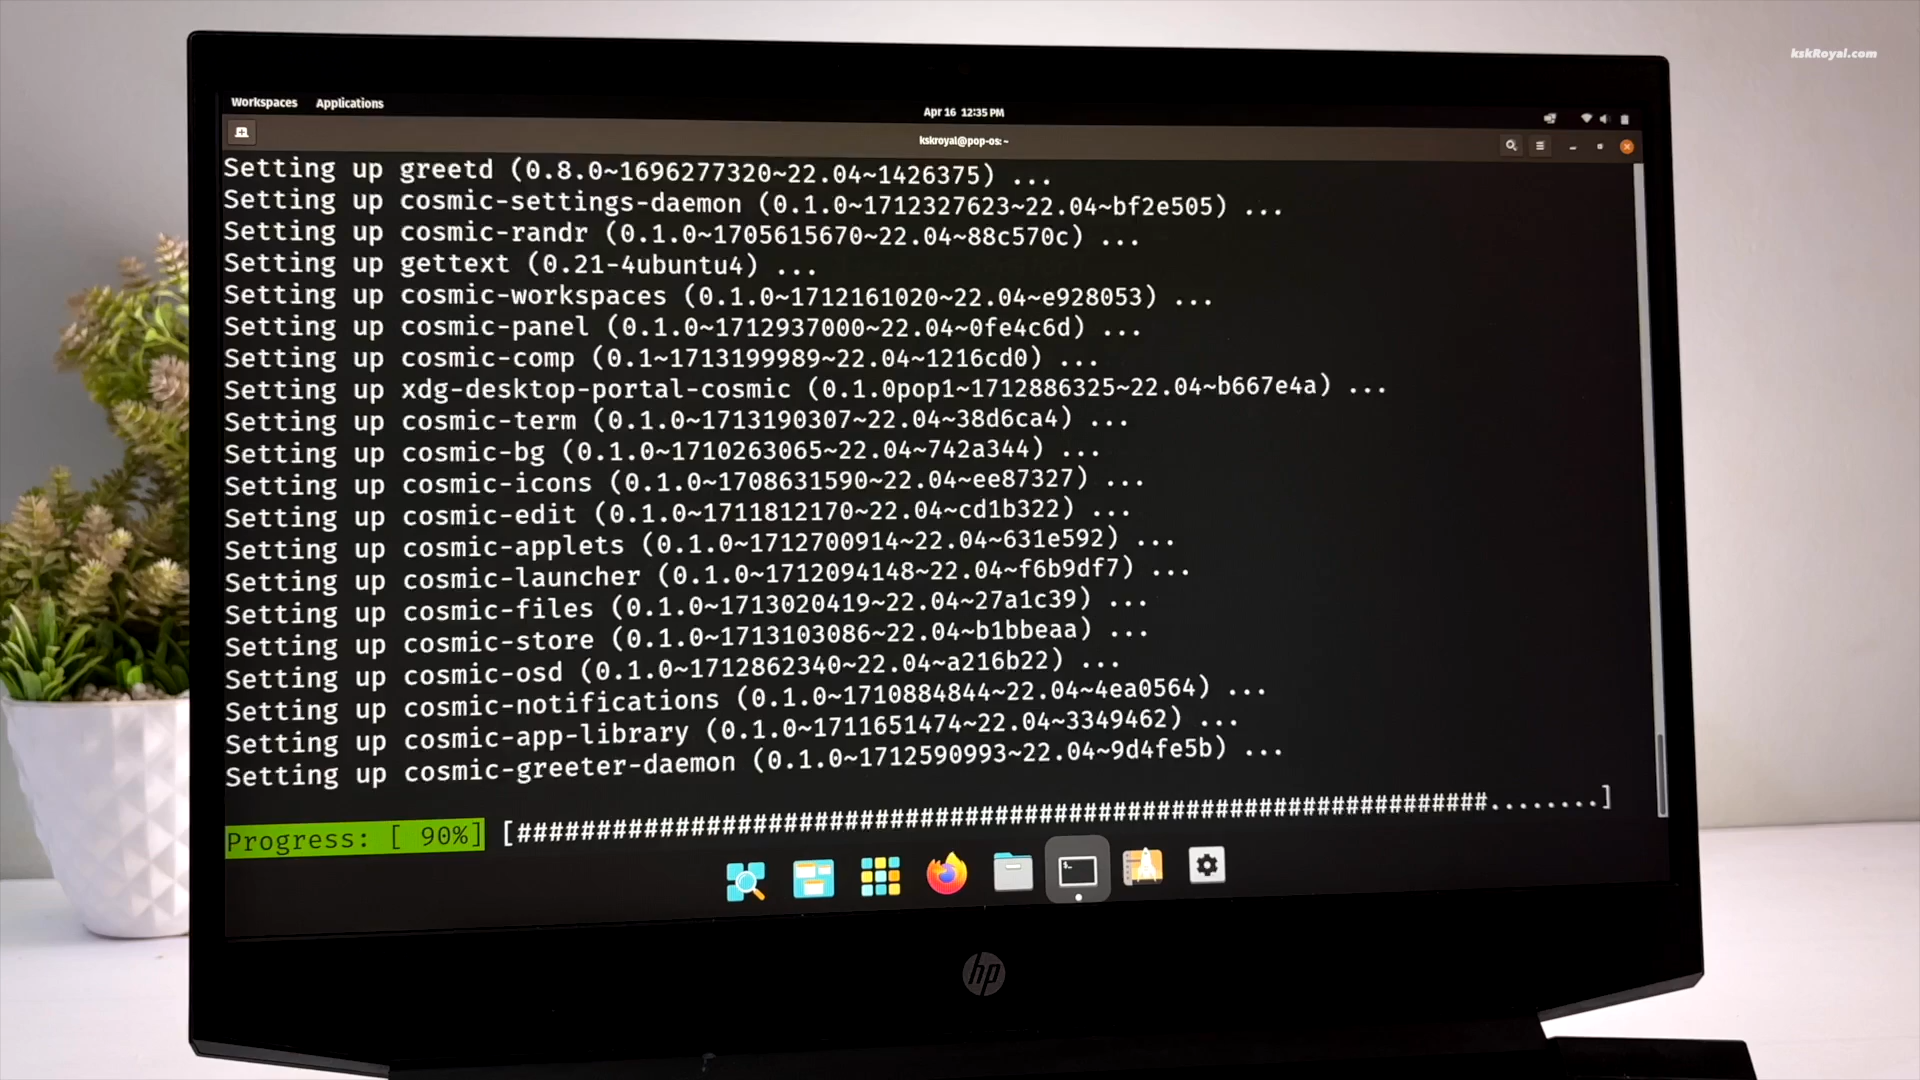 kskRoyal.com
Workspaces Applications
Apr 16 12:35 PM
kskroyal@pop-os: ~
Setting up greetd (0.8.0~1696277320~22.04~1426375) ...
Setting up cosmic-settings-daemon (0.1.0~1712327623~22.04~bf2e505) ...
Setting up cosmic-randr (0.1.0~1705615670~22.04~88c570c) ...
Setting up gettext (0.21-4ubuntu4) ...
Setting up cosmic-workspaces (0.1.0~1712161020~22.04~e928053) ...
Setting up cosmic-panel (0.1.0~1712937000~22.04~0fe4c6d) ...
Setting up cosmic-comp (0.1~1713199989~22.04~1216cd0) ...
Setting up xdg-desktop-portal-cosmic (0.1.0pop1~1712886325~22.04~b667e4a) ...
Setting up cosmic-term (0.1.0~1713190307~22.04~38d6ca4) ...
Setting up cosmic-bg (0.1.0~1710263065~22.04~742a344) ...
Setting up cosmic-icons (0.1.0~1708631590~22.04~ee87327) ...
Setting up cosmic-edit (0.1.0~1711812170~22.04~cd1b322) ...
Setting up cosmic-applets (0.1.0~1712700914~22.04~631e592) ...
Setting up cosmic-launcher (0.1.0~1712094148~22.04~f6b9df7) ...
Setting up cosmic-files (0.1.0~1713020419~22.04~27a1c39) ...
Setting up cosmic-store (0.1.0~1713103086~22.04~b1bbeaa) ...
Setting up cosmic-osd (0.1.0~1712862340~22.04~a216b22) ...
Setting up cosmic-notifications (0.1.0~1710884844~22.04~4ea0564) ...
Setting up cosmic-app-library (0.1.0~1711651474~22.04~3349462) ...
Setting up cosmic-greeter-daemon (0.1.0~1712590993~22.04~9d4fe5b) ...
Progress: [ 90%] [###############################################################........]
hp